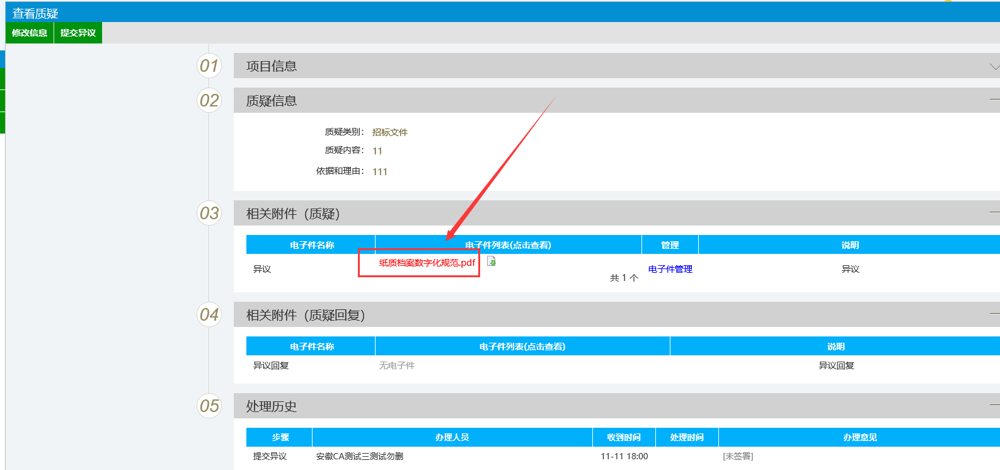 查看质疑
修改信息 提交异议
01 项目信息
02 质疑信息
质疑类别： 招标文件
质疑内容： 11
依据和理由： 111
03 相关附件（质疑）
电子件名称 电子件列表(点击查看) 管理 说明
异议 纸质档案数字化规范.pdf 共 1 个 电子件管理 异议
04 相关附件（质疑回复）
电子件名称 电子件列表(点击查看) 说明
异议回复 无电子件 异议回复
05 处理历史
步骤 办理人员 收到时间 处理时间 办理意见
提交异议 安徽CA测试三测试勿删 11-11 18:00 [未签署]